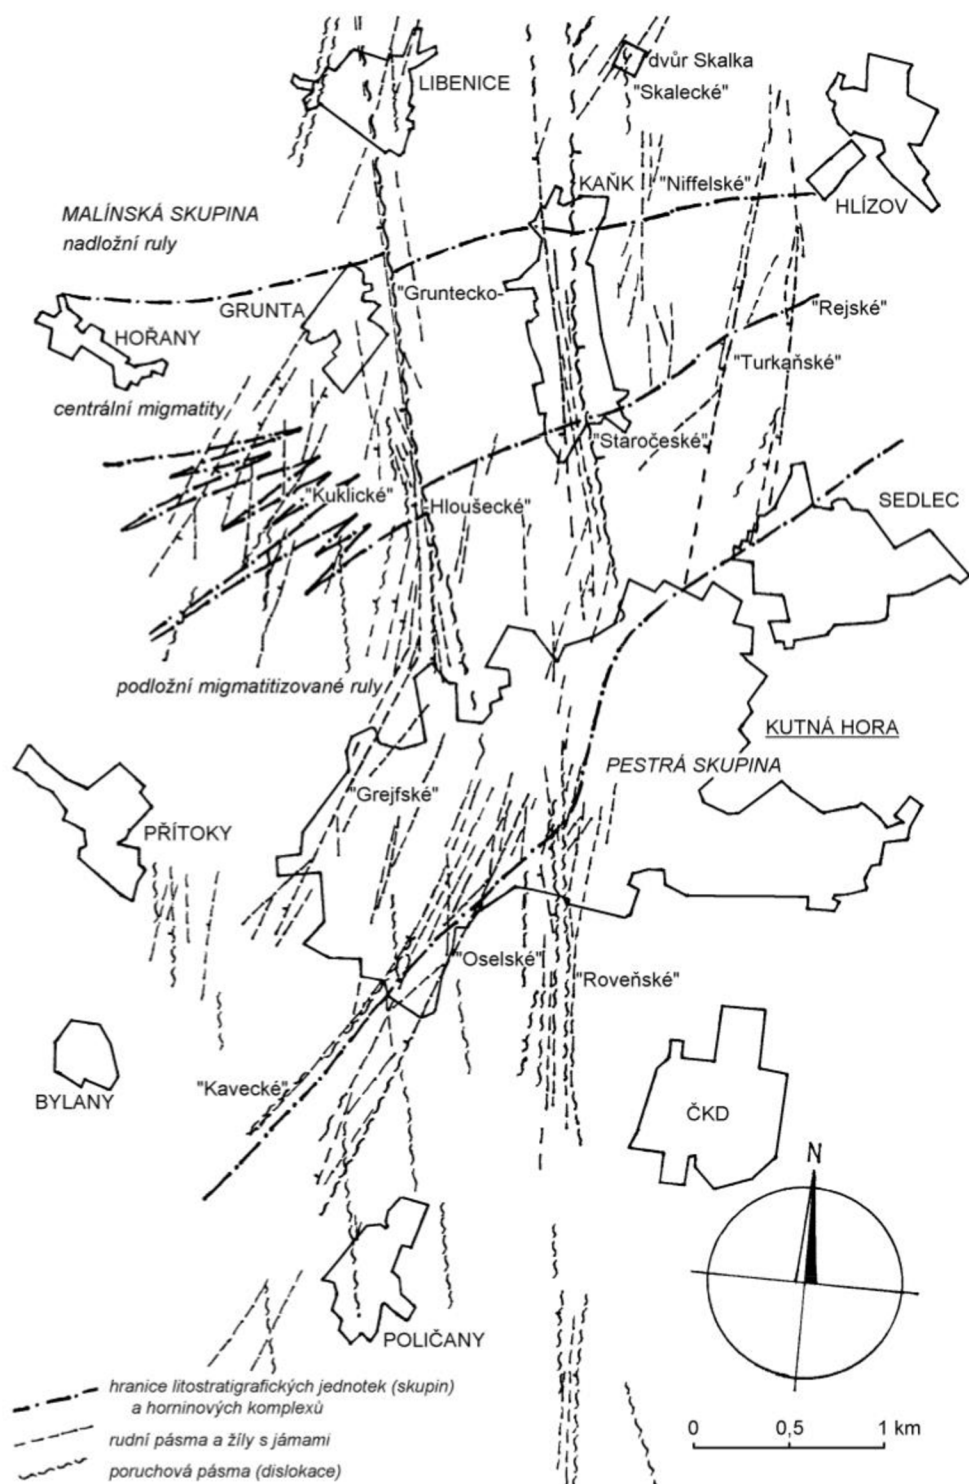 LIBENICE
dvůr Skalka
"Skalecké"
KAŇK
"Niffelské"
HLÍZOV
MALÍNSKÁ SKUPINA
nadložní ruly
GRUNTA
"Gruntecko-
HOŘANY
"Rejské"
"Turkaňské"
centrální migmatity
"Staročeské"
"Kuklické"
-Hloušecké"
SEDLEC
podložní migmatitizované ruly
KUTNÁ HORA
PESTRÁ SKUPINA
"Grejfské"
PŘÍTOKY
"Oselské"
"Roveňské"
"Kavecké"
BYLANY
ČKD
N
POLIČANY
hranice litostratigrafických jednotek (skupin)
a horninových komplexů
rudní pásma a žíly s jámami
poruchová pásma (dislokace)
0 0,5 1 km